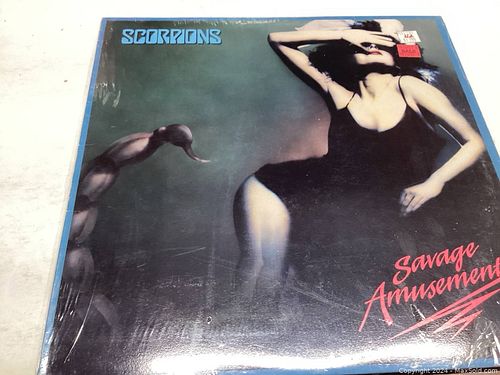 SCORPIONS
Savage
Amusement
Copyright 2024 - MaxSold.com